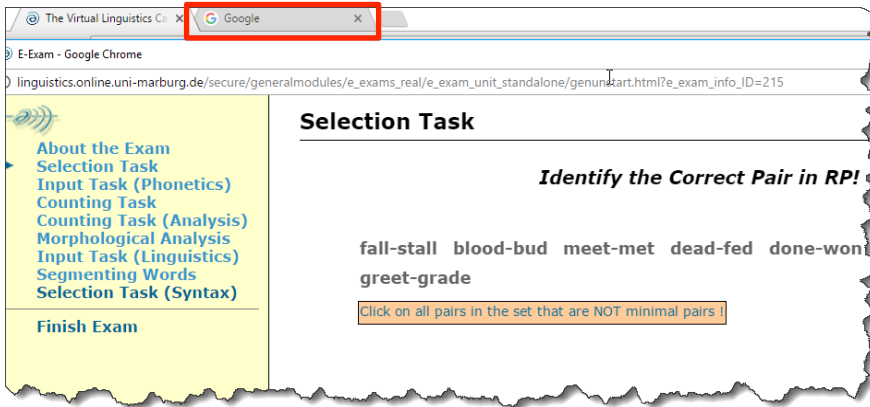 The Virtual Linguistics Ca
Google
E-Exam - Google Chrome
linguistics.online.uni-marburg.de/secure/generalmodules/e_exams_real/e_exam_unit_standalone/genunitart.html?e_exam_info_ID=215
About the Exam
Selection Task
Input Task (Phonetics)
Counting Task
Counting Task (Analysis)
Morphological Analysis
Input Task (Linguistics)
Segmenting Words
Selection Task (Syntax)
Finish Exam
Selection Task
Identify the Correct Pair in RP!
fall-stall blood-bud meet-met dead-fed done-won
greet-grade
Click on all pairs in the set that are NOT minimal pairs !